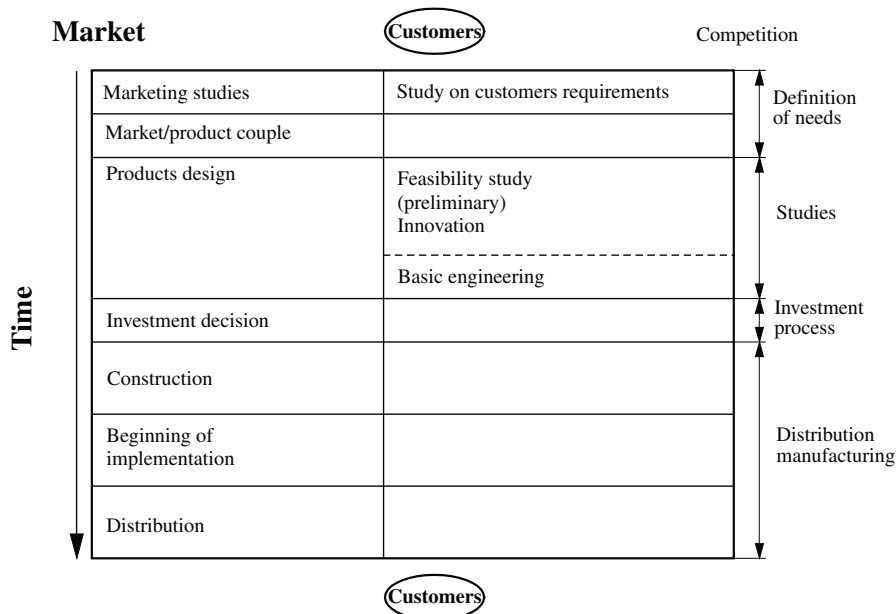 Market
Customers
Competition
Marketing studies
Study on customers requirements
Definition
of needs
Market/product couple
Products design
Feasibility study
(preliminary)
Innovation
Studies
Basic engineering
Time
Investment decision
Investment
process
Construction
Beginning of
implementation
Distribution
manufacturing
Distribution
Customers